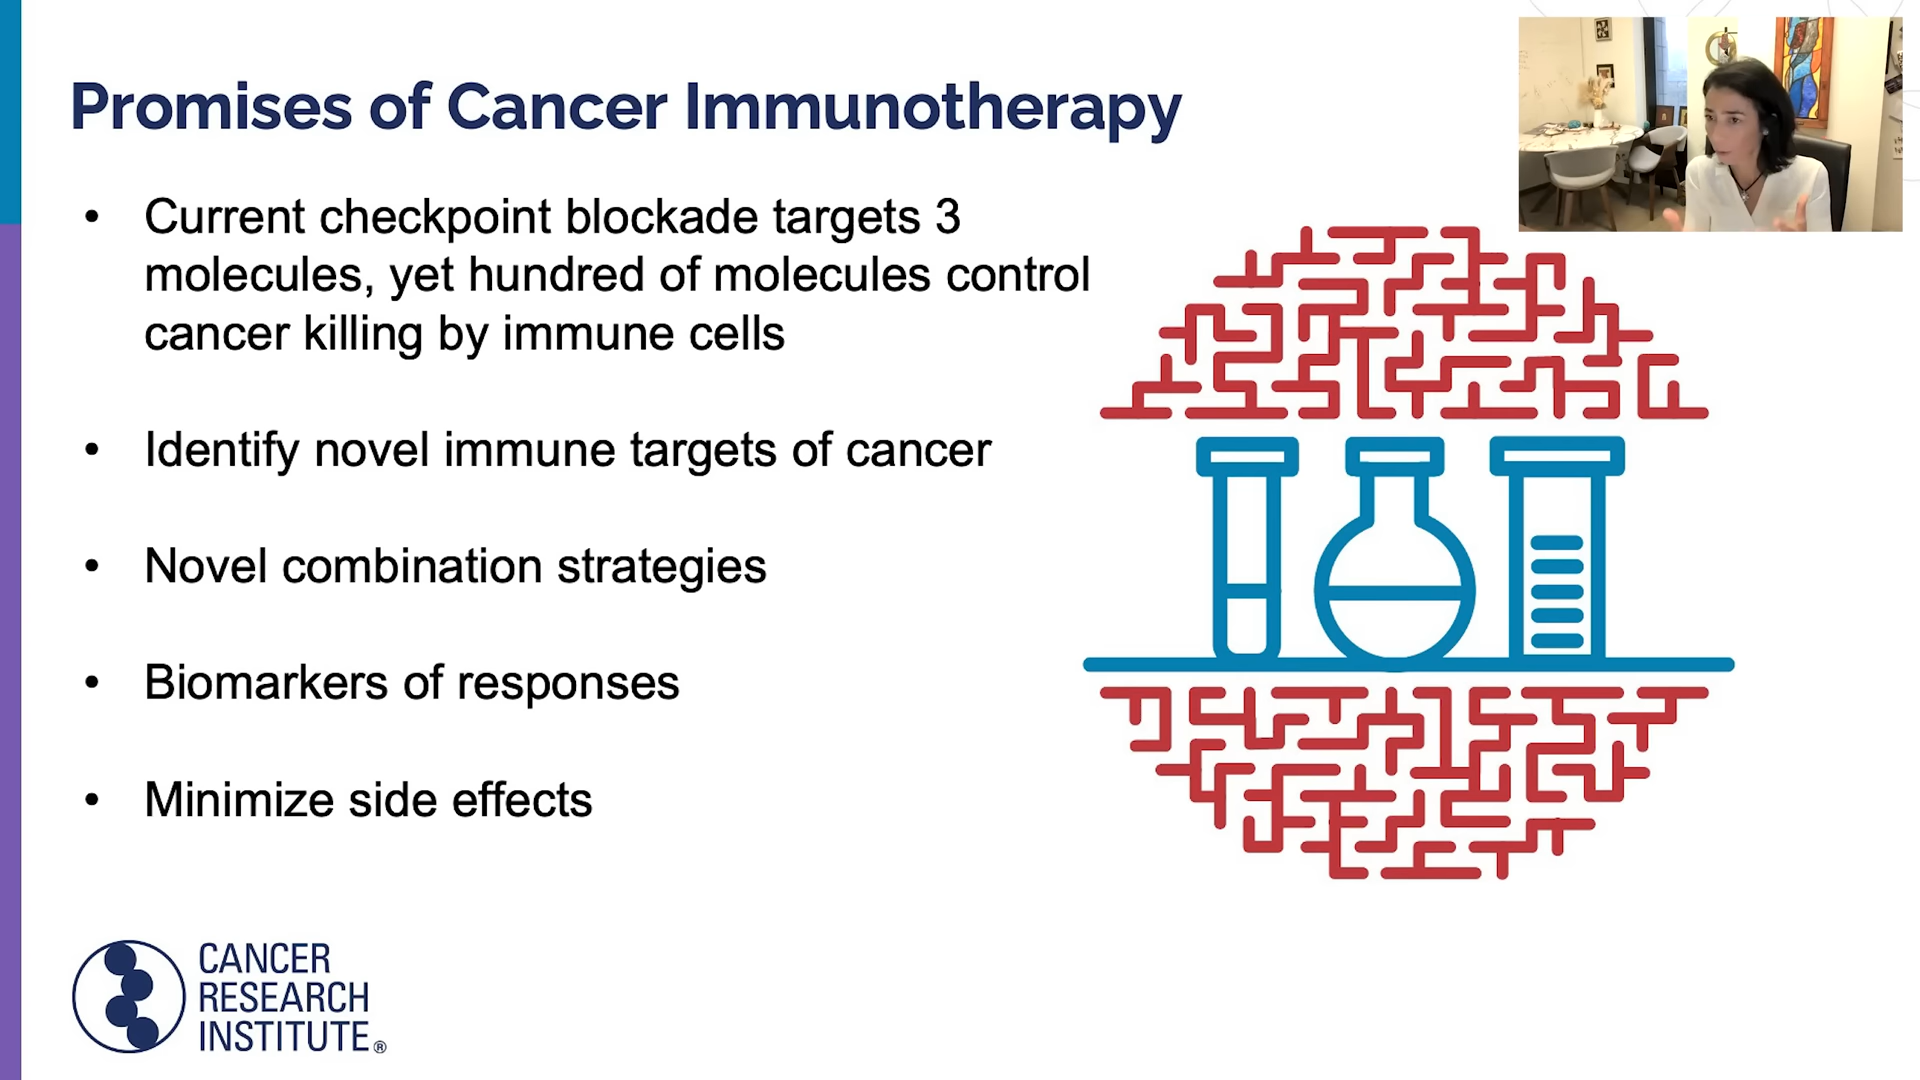 Promises of Cancer Immunotherapy
• Current checkpoint blockade targets 3
molecules, yet hundred of molecules control
cancer killing by immune cells
• Identify novel immune targets of cancer
• Novel combination strategies
• Biomarkers of responses
• Minimize side effects
CANCER
RESEARCH
INSTITUTE®